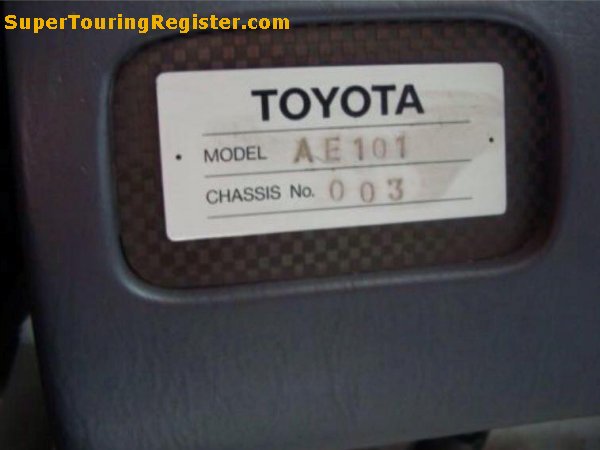 SuperTouringRegister.com
TOYOTA
MODEL AE101
CHASSIS No. 003